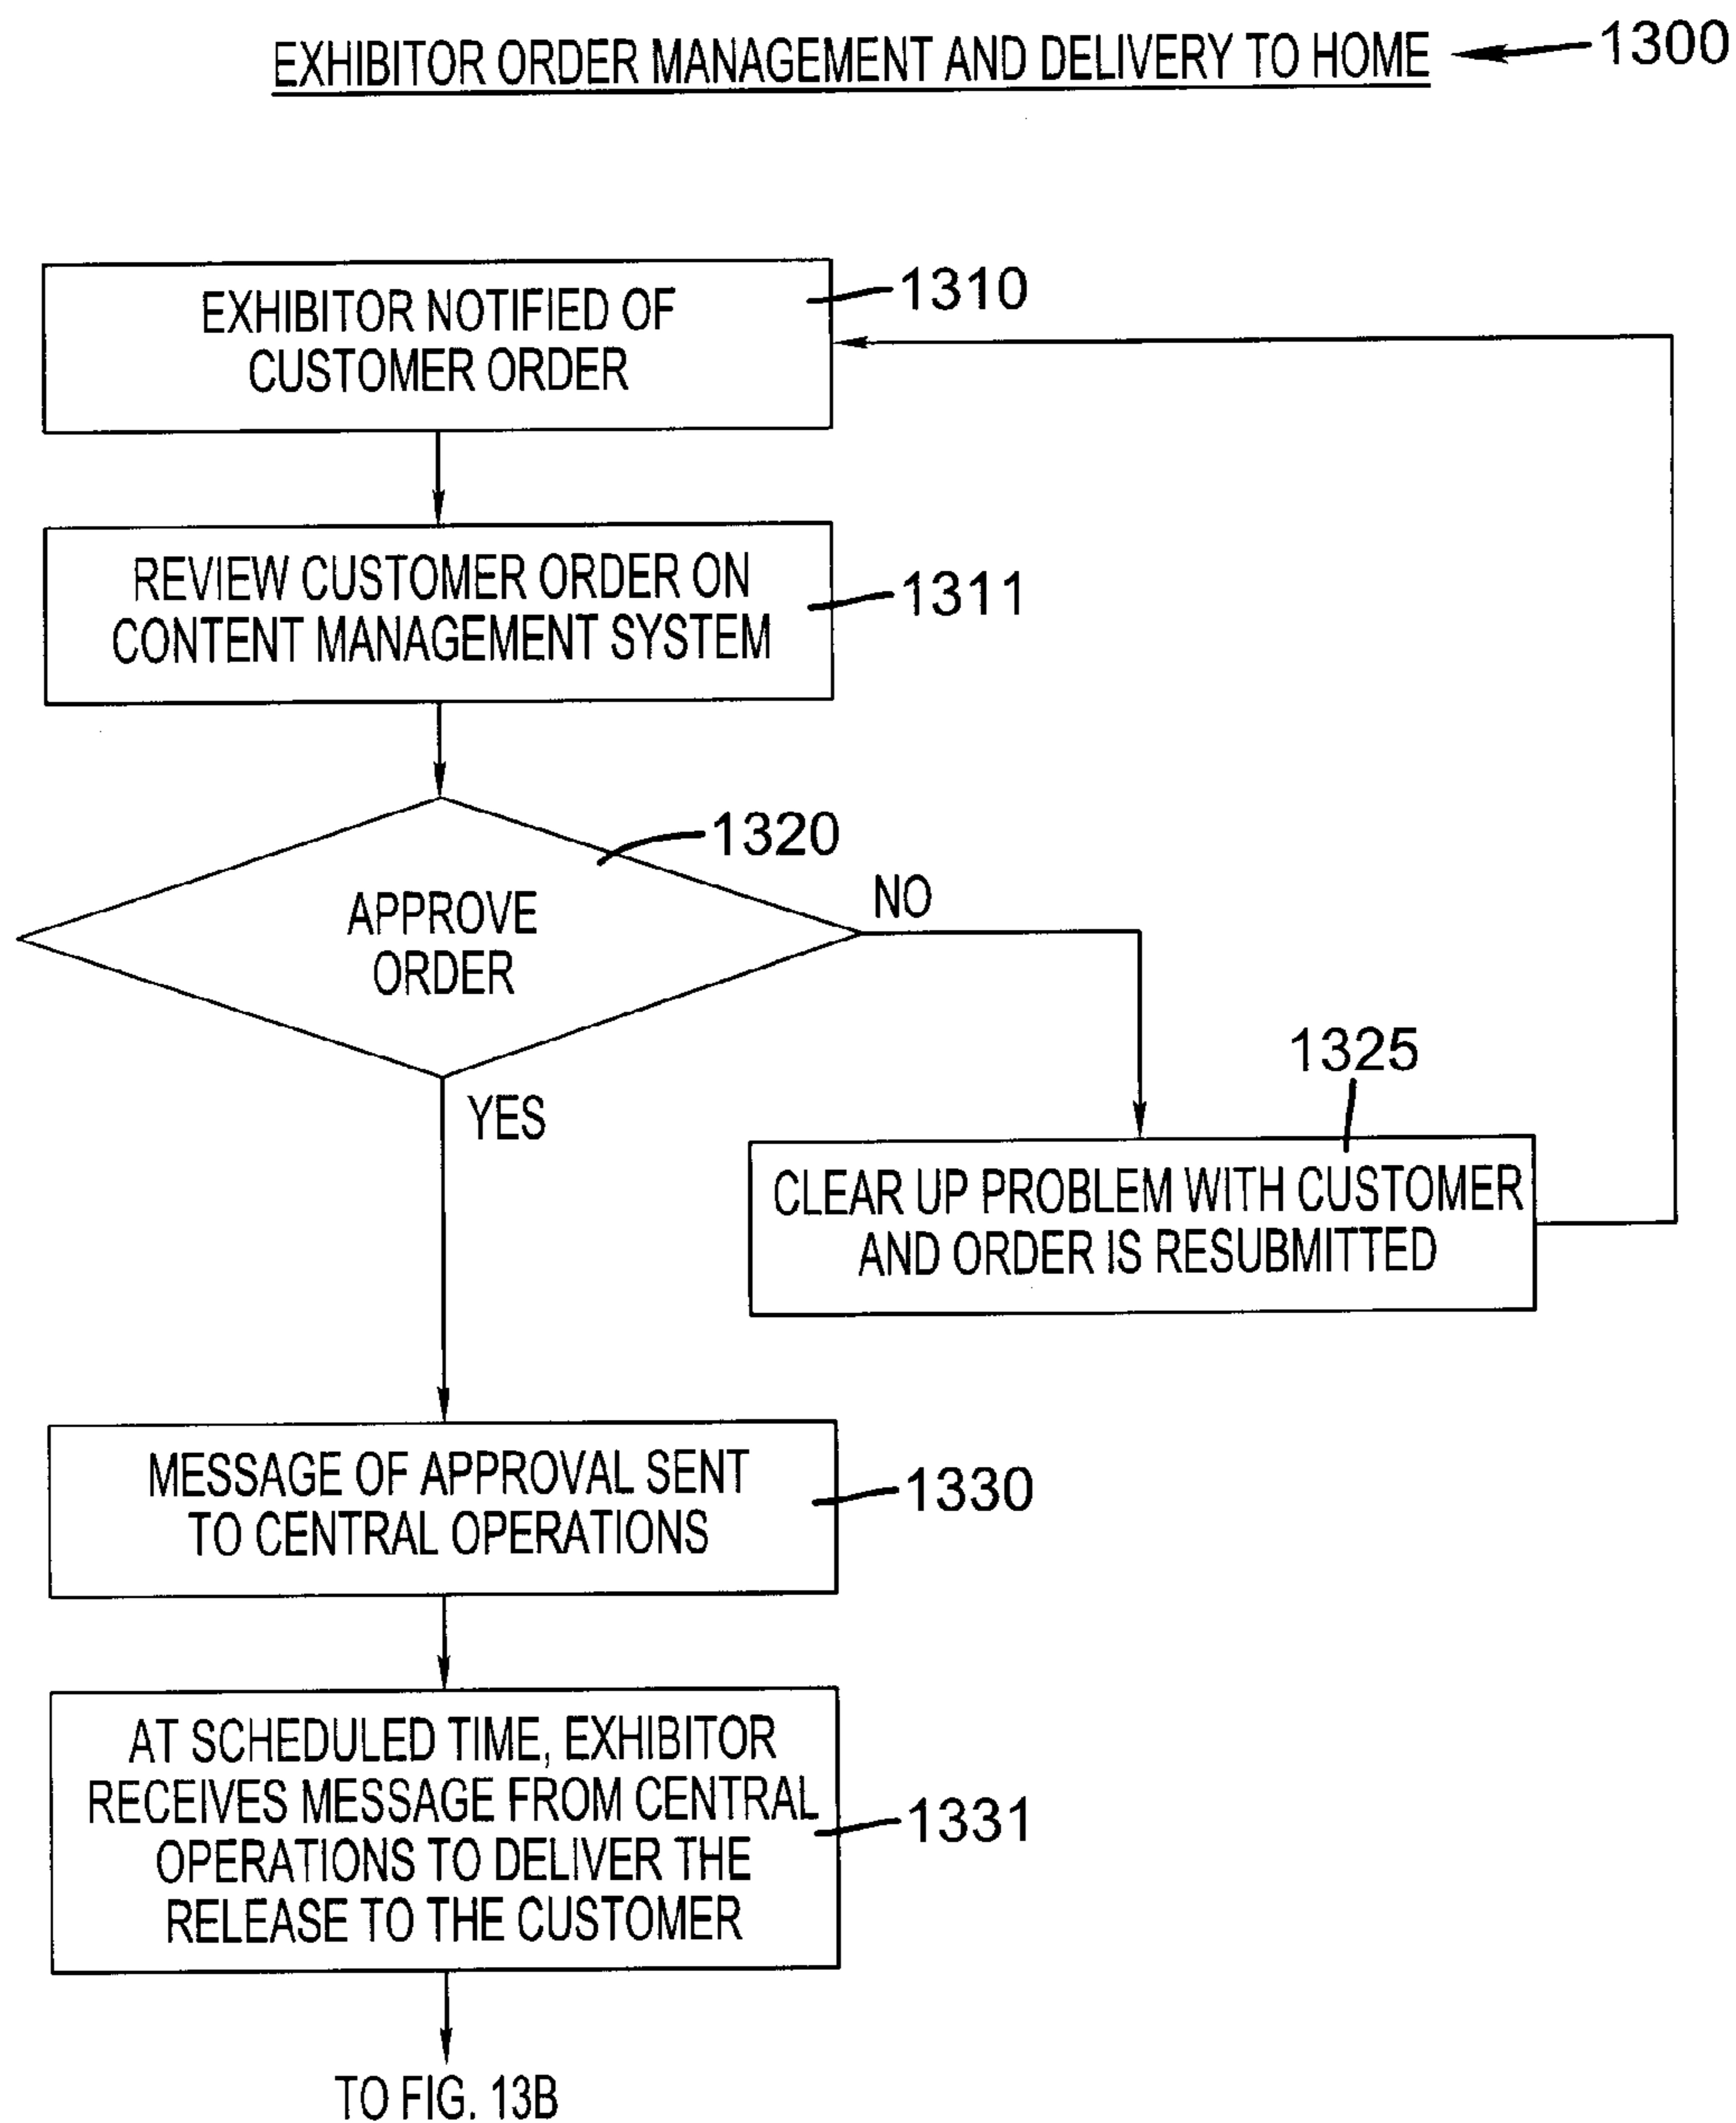 EXHIBITOR ORDER MANAGEMENT AND DELIVERY TO HOME
1300
EXHIBITOR NOTIFIED OF
CUSTOMER ORDER
1310
REVIEW CUSTOMER ORDER ON
CONTENT MANAGEMENT SYSTEM
1311
1320
APPROVE
ORDER
NO
YES
1325
CLEAR UP PROBLEM WITH CUSTOMER
AND ORDER IS RESUBMITTED
MESSAGE OF APPROVAL SENT
TO CENTRAL OPERATIONS
1330
AT SCHEDULED TIME, EXHIBITOR
RECEIVES MESSAGE FROM CENTRAL
OPERATIONS TO DELIVER THE
RELEASE TO THE CUSTOMER
1331
TO FIG. 13B